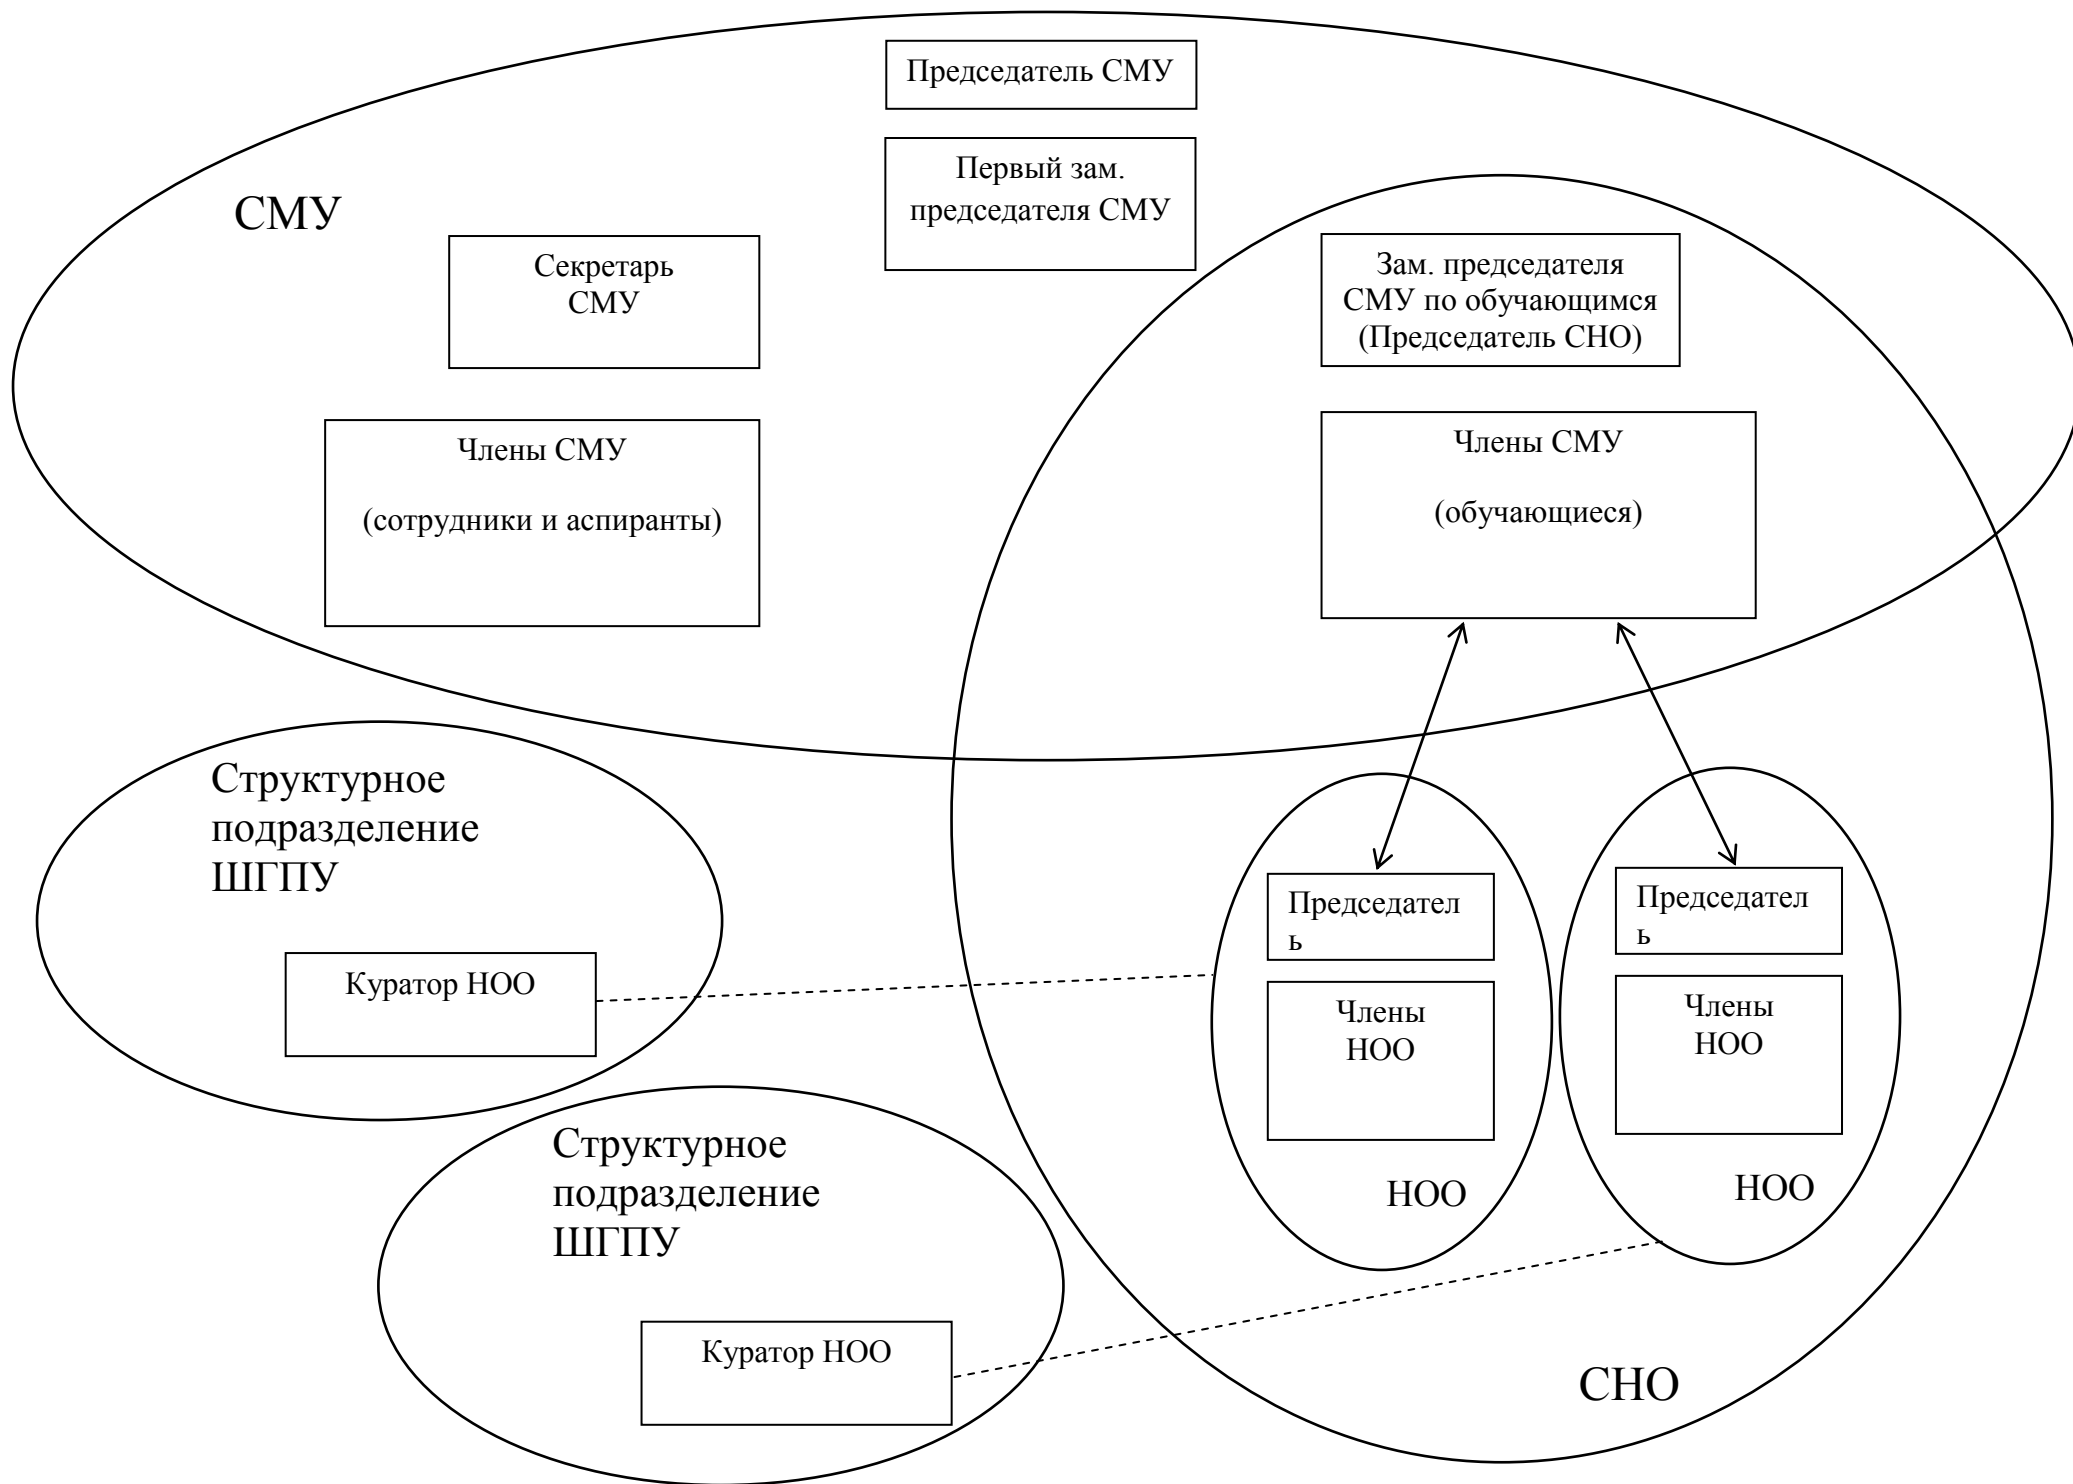 Председатель СМУ
Первый зам.
председателя СМУ
СМУ
Секретарь
СМУ
Зам. председателя
СМУ по обучающимся
(Председатель СНО)
Члены СМУ
(сотрудники и аспиранты)
Члены СМУ
(обучающиеся)
Структурное
подразделение
ШГПУ
Куратор НОО
Председател
ь
Члены
НОО
НОО
Председател
ь
Члены
НОО
НОО
Структурное
подразделение
ШГПУ
Куратор НОО
СНО